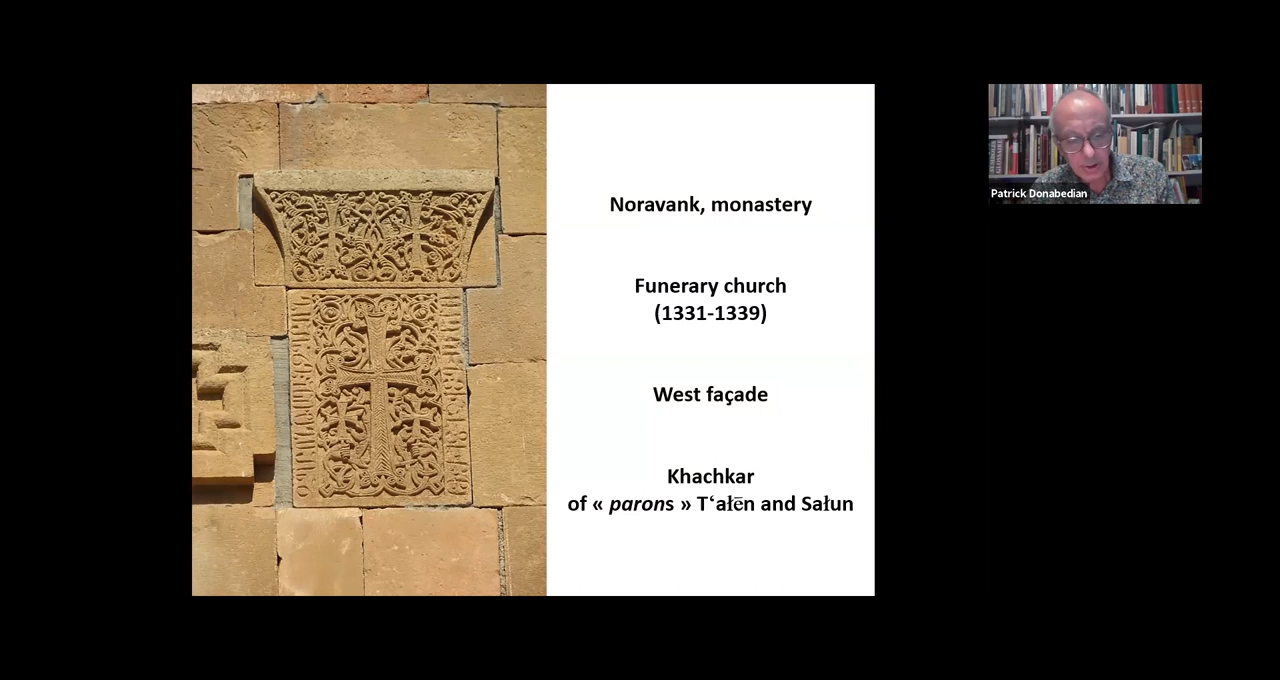 Noravank, monastery
Funerary church
(1331-1339)
West façade
Khachkar
of « parons » T‘ałēn and Sałun
Patrick Donabedian